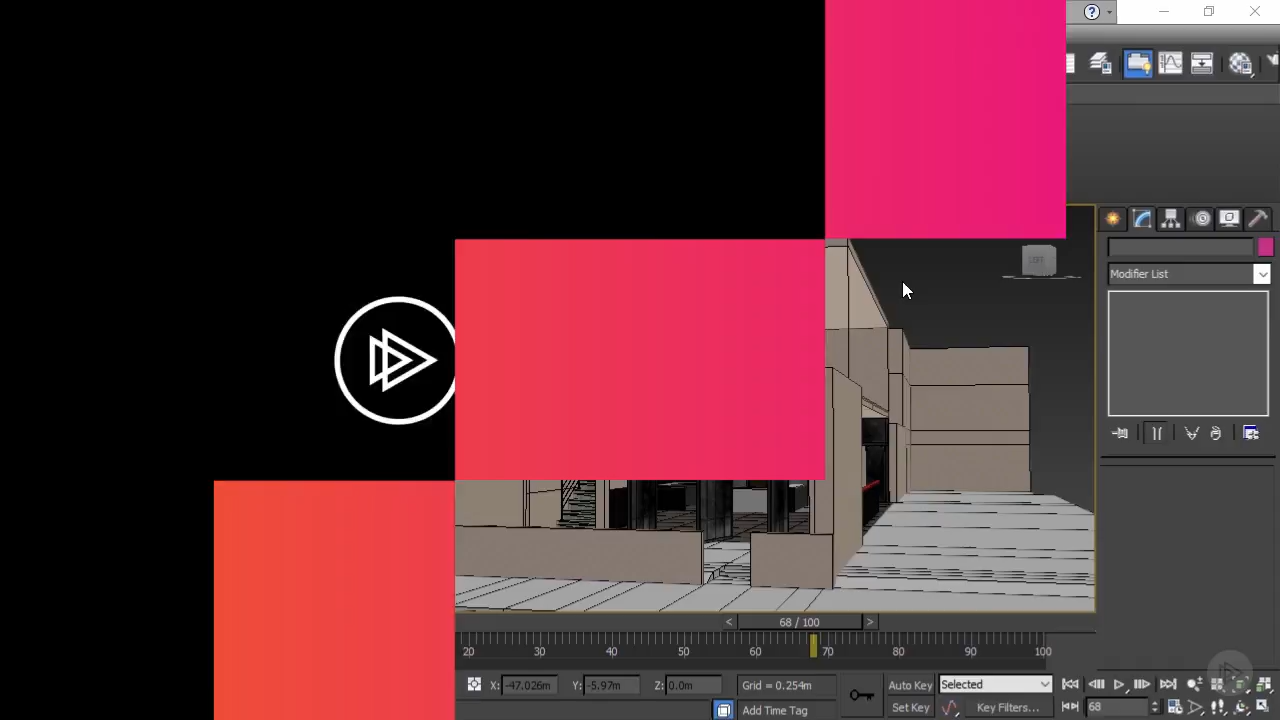 Modifier List
LEFT
< 68 / 100 >
20 30 40 50 60 70 80 90 100
X: -47.026m Y: -5.97m Z: 0.0m Grid = 0.254m Auto Key Selected
Add Time Tag Set Key Key Filters... 68